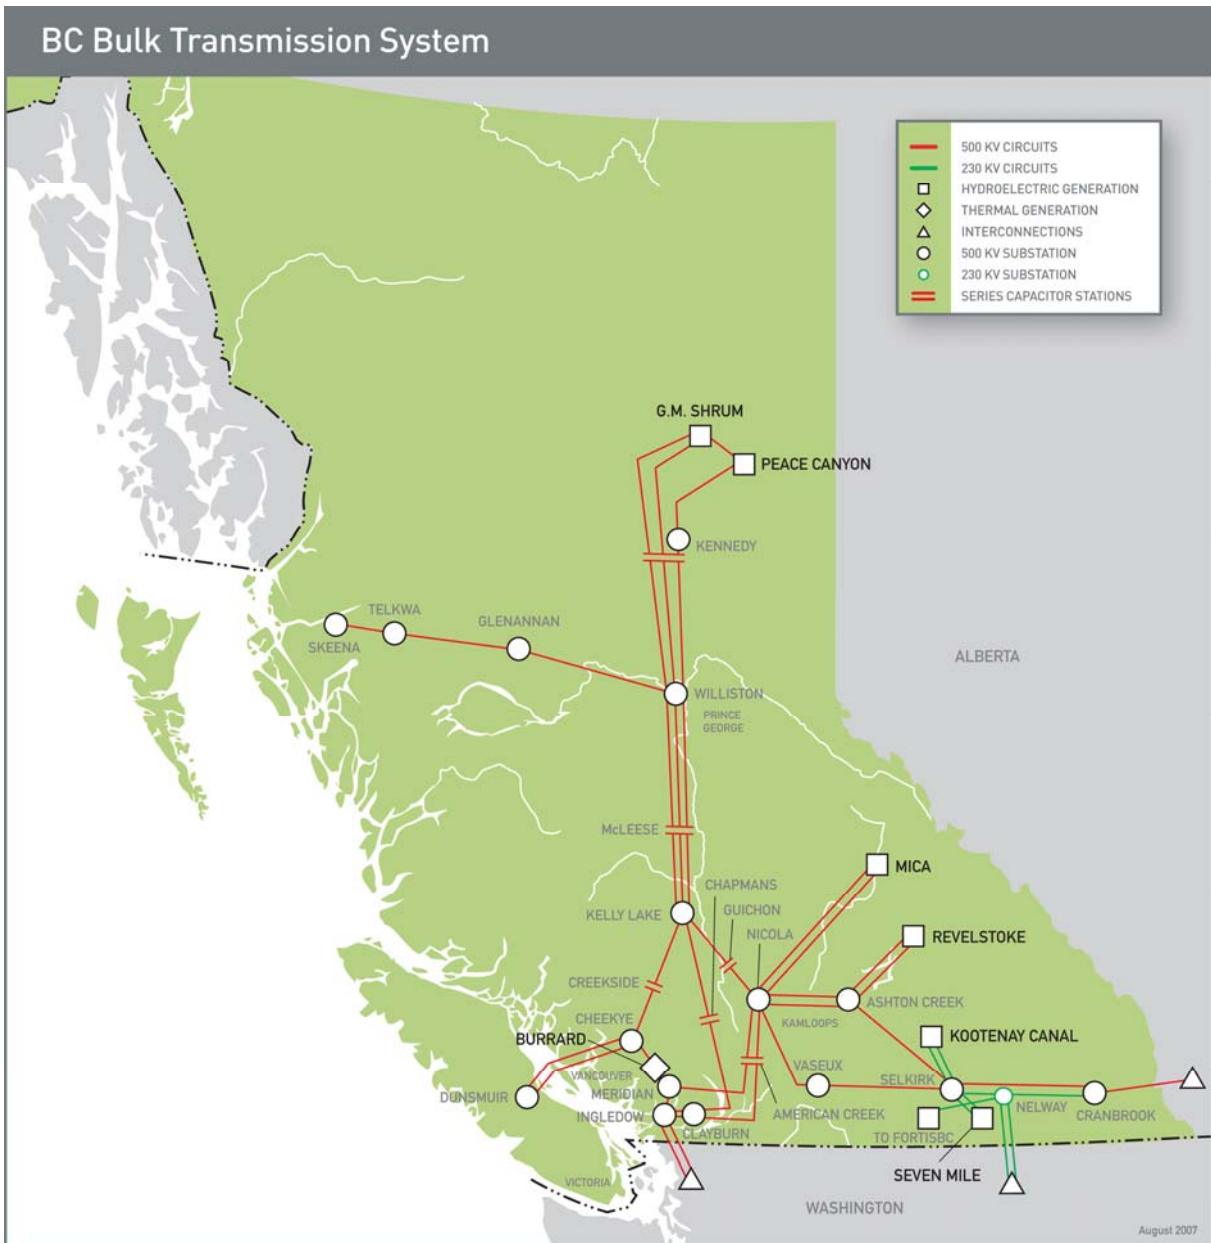 BC Bulk Transmission System
500 KV CIRCUITS
230 KV CIRCUITS
HYDROELECTRIC GENERATION
THERMAL GENERATION
INTERCONNECTIONS
500 KV SUBSTATION
230 KV SUBSTATION
SERIES CAPACITOR STATIONS
G.M. SHRUM
PEACE CANYON
KENNEDY
TELKWA
GLENANNAN
SKEENA
ALBERTA
WILLISTON
PRINCE
GEORGE
McLEESE
MICA
CHAPMANS
GUICHON
KELLY LAKE
NICOLA
REVELSTOKE
CREEKSIDE
ASHTON CREEK
CHEEKYE
KAMLOOPS
BURRARD
KOOTENAY CANAL
VASEUX
VANCOUVER
SELKIRK
MERIDIAN
DUNSMUIR
NELWAY
CRANBROOK
INGLEDOW
AMERICAN CREEK
CLAYBURN
TO FORTISBC
SEVEN MILE
VICTORIA
WASHINGTON
August 2007